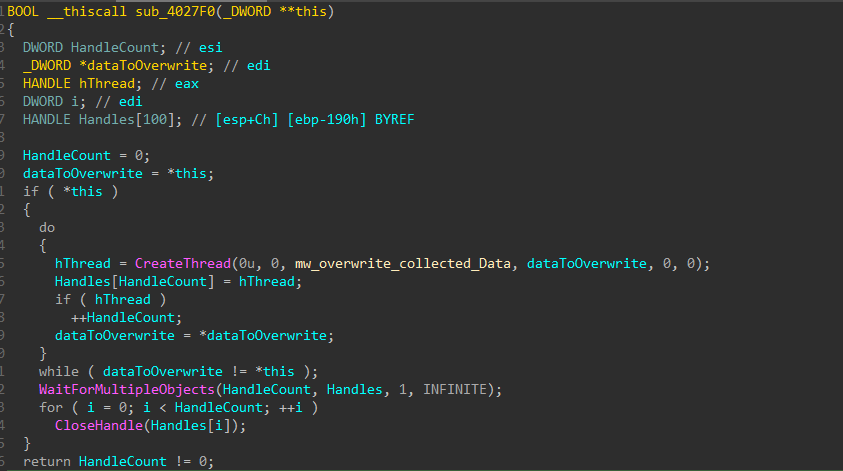 1 BOOL __thiscall sub_4027F0(_DWORD **this)
2 {
3   DWORD HandleCount; // esi
4   _DWORD *dataToOverwrite; // edi
5   HANDLE hThread; // eax
6   DWORD i; // edi
7   HANDLE Handles[100]; // [esp+Ch] [ebp-190h] BYREF
8
9   HandleCount = 0;
0   dataToOverwrite = *this;
1   if ( *this )
2   {
3     do
4     {
5       hThread = CreateThread(0u, 0, mw_overwrite_collected_Data, dataToOverwrite, 0, 0);
6       Handles[HandleCount] = hThread;
7       if ( hThread )
8         ++HandleCount;
9       dataToOverwrite = *dataToOverwrite;
0     }
1     while ( dataToOverwrite != *this );
2     WaitForMultipleObjects(HandleCount, Handles, 1, INFINITE);
3     for ( i = 0; i < HandleCount; ++i )
4       CloseHandle(Handles[i]);
5   }
6   return HandleCount != 0;